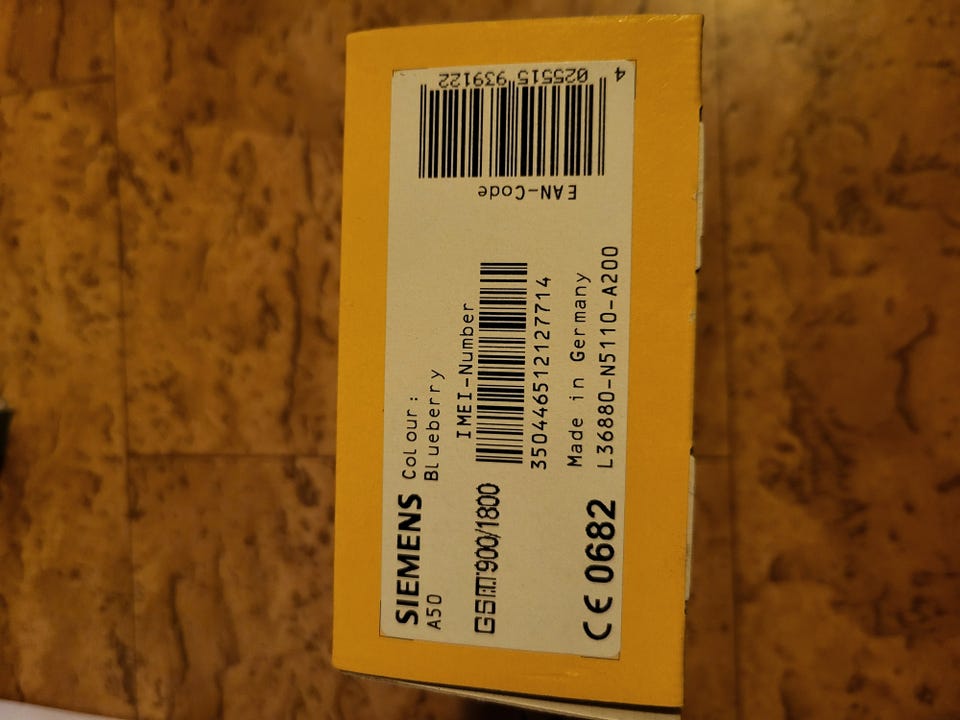 SIEMENS
A50
Colour:
Blueberry
GSM 900/1800
IMEI-Number
350446512127714
CE 0682
Made in Germany
L36880-N5110-A200
EAN-Code
4 025515 939122